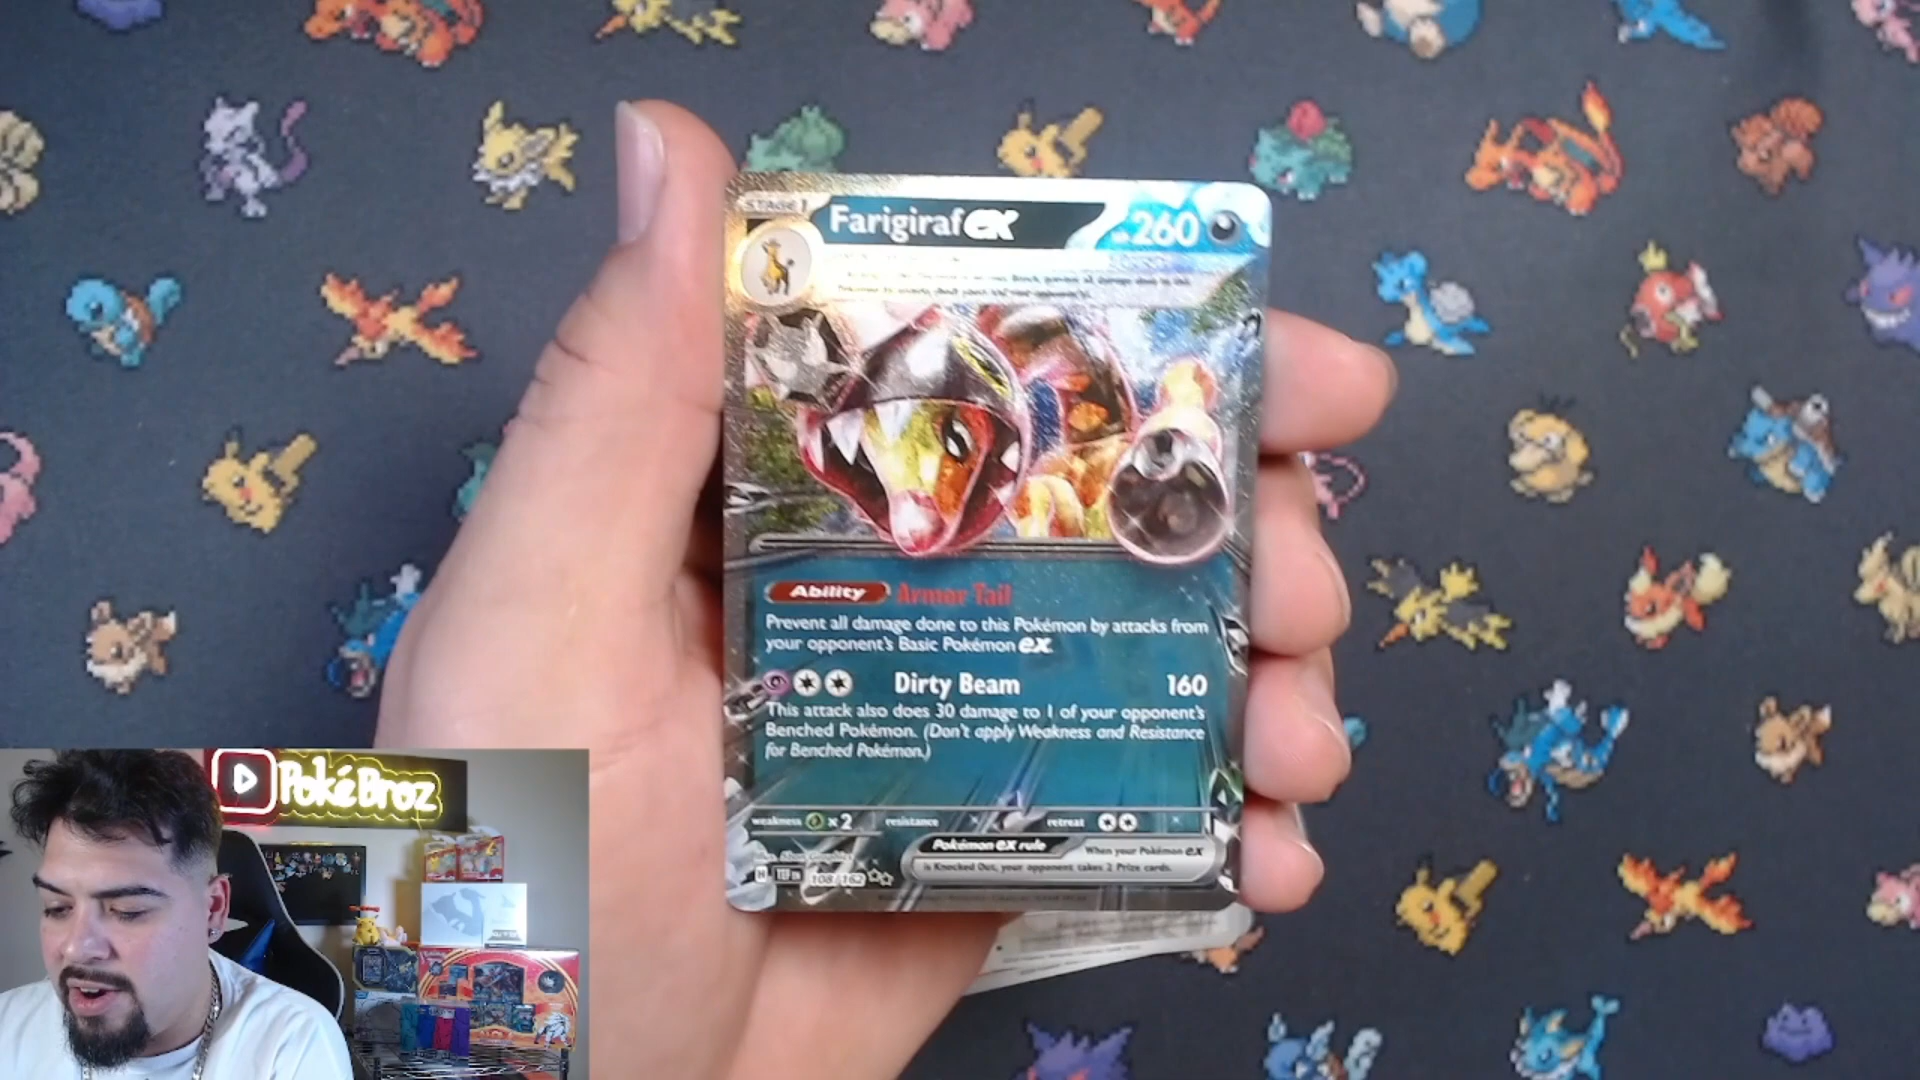 STAGE 1
Farigiraf ex
260
Ability Armor Tail
Prevent all damage done to this Pokémon by attacks from
your opponent's Basic Pokémon ex.
Dirty Beam 160
This attack also does 30 damage to 1 of your opponent's
Benched Pokémon. (Don't apply Weakness and Resistance
for Benched Pokémon.)
weakness x2 resistance retreat
Pokémon ex rule When your Pokémon ex
is Knocked Out, your opponent takes 2 Prize cards.
H TEF EN 108/162
PokéBroz